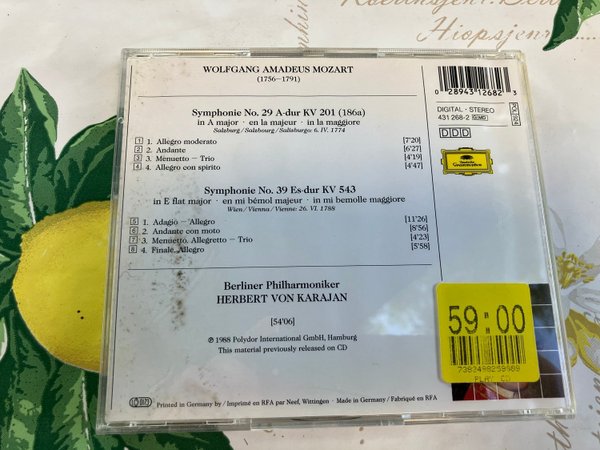 Hiopsjen
WOLFGANG AMADEUS MOZART
(1756–1791)
0 28943 12682 3
DIGITAL · STEREO
431 268-2 GEMA
DDD
Deutsche
Grammophon
Symphonie No. 29 A-dur KV 201 (186a)
in A major · en la majeur · in la maggiore
Salzburg / Salzbourg / Salisburgo: 6. IV. 1774
1 1. Allegro moderato [7'20]
2 2. Andante [6'27]
3 3. Menuetto – Trio [4'19]
4 4. Allegro con spirito [4'47]
Symphonie No. 39 Es-dur KV 543
in E flat major · en mi bémol majeur · in mi bemolle maggiore
Wien / Vienna / Vienne: 26. VI. 1788
5 1. Adagio – Allegro [11'26]
6 2. Andante con moto [8'56]
7 3. Menuetto. Allegretto – Trio [4'23]
8 4. Finale. Allegro [5'58]
Berliner Philharmoniker
HERBERT VON KARAJAN
[54'06]
℗ 1988 Polydor International GmbH, Hamburg
This material previously released on CD
59:00
Printed in Germany by / Imprimé en RFA par Neef, Wittingen · Made in Germany / Fabriqué en RFA